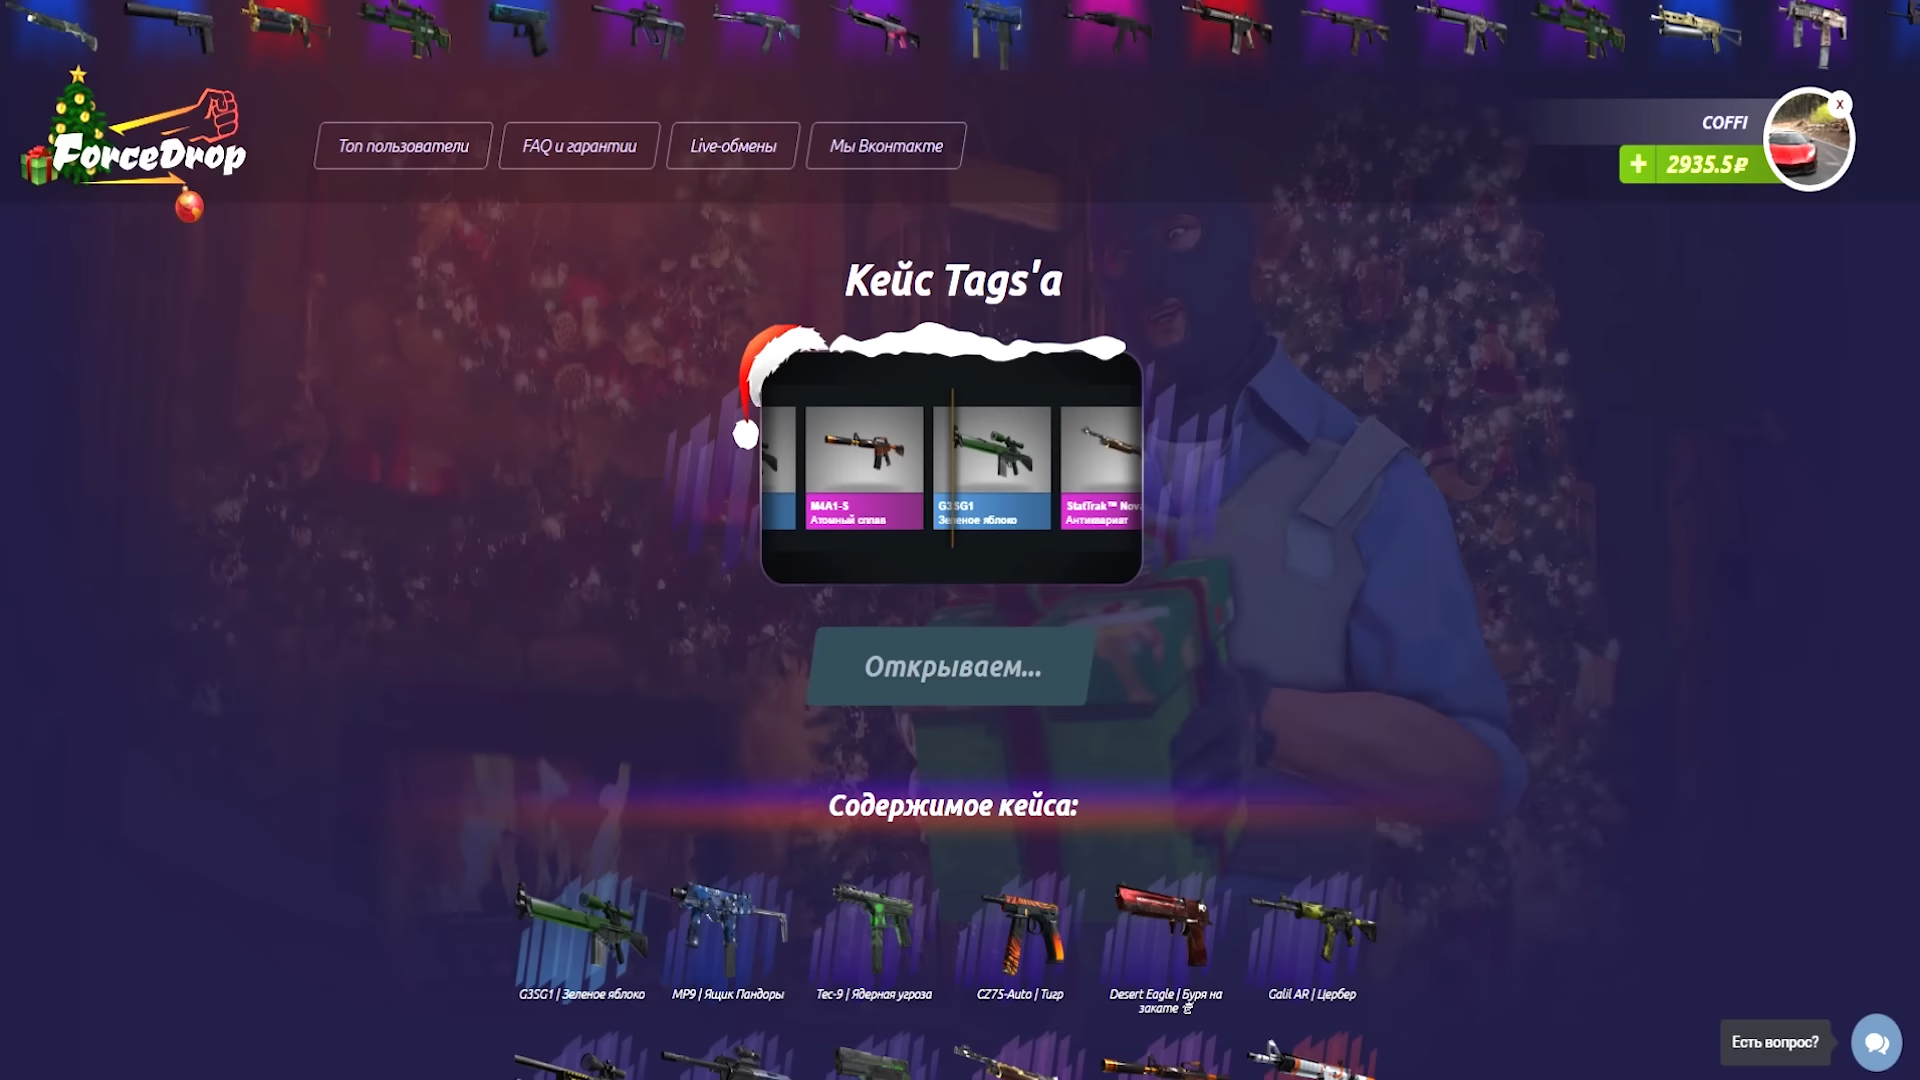 ForceDrop
Топ пользователи
FAQ и гарантии
Live-обмены
Мы Вконтакте
COFFI
X
+ 2935.5₽
Кейс Tags'a
M4A1-S
Атомный сплав
G3SG1
Зеленое яблоко
StatTrak™ Nov
Антиквариат
Открываем...
Содержимое кейса:
G3SG1 | Зеленое яблоко
MP9 | Ящик Пандоры
Tec-9 | Ядерная угроза
CZ75-Auto | Тигр
Desert Eagle | Буря на
закате 壱
Galil AR | Цербер
Есть вопрос?